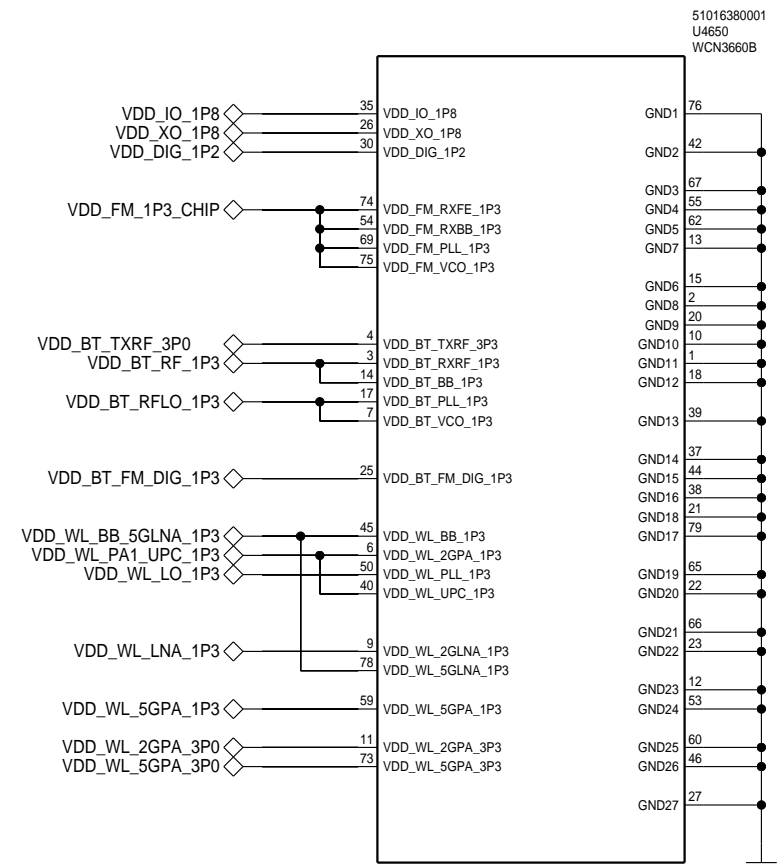 51016380001
U4650
WCN3660B
VDD_IO_1P8 35 VDD_IO_1P8 GND1 76
VDD_XO_1P8 26 VDD_XO_1P8
VDD_DIG_1P2 30 VDD_DIG_1P2 GND2 42
GND3 67
VDD_FM_1P3_CHIP 74 VDD_FM_RXFE_1P3 GND4 55
54 VDD_FM_RXBB_1P3 GND5 62
69 VDD_FM_PLL_1P3 GND7 13
75 VDD_FM_VCO_1P3
GND6 15
GND8 2
GND9 20
VDD_BT_TXRF_3P0 4 VDD_BT_TXRF_3P3 GND10 10
VDD_BT_RF_1P3 3 VDD_BT_RXRF_1P3 GND11 1
14 VDD_BT_BB_1P3 GND12 18
VDD_BT_RFLO_1P3 17 VDD_BT_PLL_1P3
7 VDD_BT_VCO_1P3 GND13 39
GND14 37
VDD_BT_FM_DIG_1P3 25 VDD_BT_FM_DIG_1P3 GND15 44
GND16 38
GND18 21
VDD_WL_BB_5GLNA_1P3 45 VDD_WL_BB_1P3 GND17 79
VDD_WL_PA1_UPC_1P3 6 VDD_WL_2GPA_1P3
VDD_WL_LO_1P3 50 VDD_WL_PLL_1P3 GND19 65
40 VDD_WL_UPC_1P3 GND20 22
GND21 66
VDD_WL_LNA_1P3 9 VDD_WL_2GLNA_1P3 GND22 23
78 VDD_WL_5GLNA_1P3
GND23 12
VDD_WL_5GPA_1P3 59 VDD_WL_5GPA_1P3 GND24 53
VDD_WL_2GPA_3P0 11 VDD_WL_2GPA_3P3 GND25 60
VDD_WL_5GPA_3P0 73 VDD_WL_5GPA_3P3 GND26 46
GND27 27